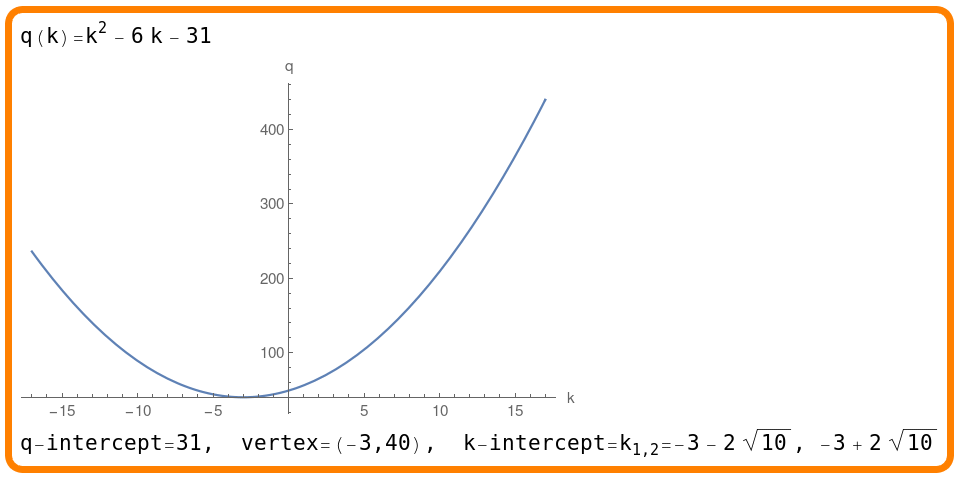 q(k)=k² − 6 k − 31
q
400
300
200
100
−15 −10 −5 5 10 15 k
q−intercept=31, vertex=(−3,40), k−intercept=k₁,₂=−3 − 2 √10, −3 + 2 √10